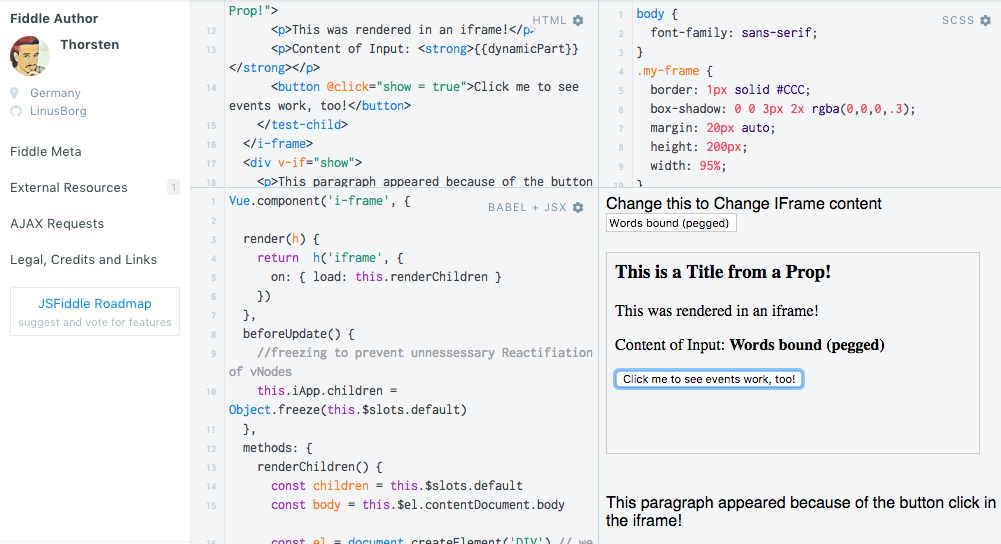 Fiddle Author
Thorsten
Germany
LinusBorg
Fiddle Meta
External Resources 1
AJAX Requests
Legal, Credits and Links
JSFiddle Roadmap
suggest and vote for features
HTML
Prop!">
12 <p>This was rendered in an iframe!</p>
13 <p>Content of Input: <strong>{{dynamicPart}}
</strong></p>
14 <button @click="show = true">Click me to see
events work, too!</button>
15 </test-child>
16 </i-frame>
17 <div v-if="show">
18 <p>This paragraph appeared because of the button
SCSS
1 body {
2 font-family: sans-serif;
3 }
4 .my-frame {
5 border: 1px solid #CCC;
6 box-shadow: 0 0 3px 2x rgba(0,0,0,.3);
7 margin: 20px auto;
8 height: 200px;
9 width: 95%;
10 }
BABEL + JSX
1 Vue.component('i-frame', {
2
3 render(h) {
4 return h('iframe', {
5 on: { load: this.renderChildren }
6 })
7 },
8 beforeUpdate() {
9 //freezing to prevent unnessessary Reactifiation
of vNodes
10 this.iApp.children =
Object.freeze(this.$slots.default)
11 },
12 methods: {
13 renderChildren() {
14 const children = this.$slots.default
15 const body = this.$el.contentDocument.body
16 const el = document.createElement('DIV') // we
Change this to Change IFrame content
Words bound (pegged)
This is a Title from a Prop!
This was rendered in an iframe!
Content of Input: Words bound (pegged)
Click me to see events work, too!
This paragraph appeared because of the button click in
the iframe!